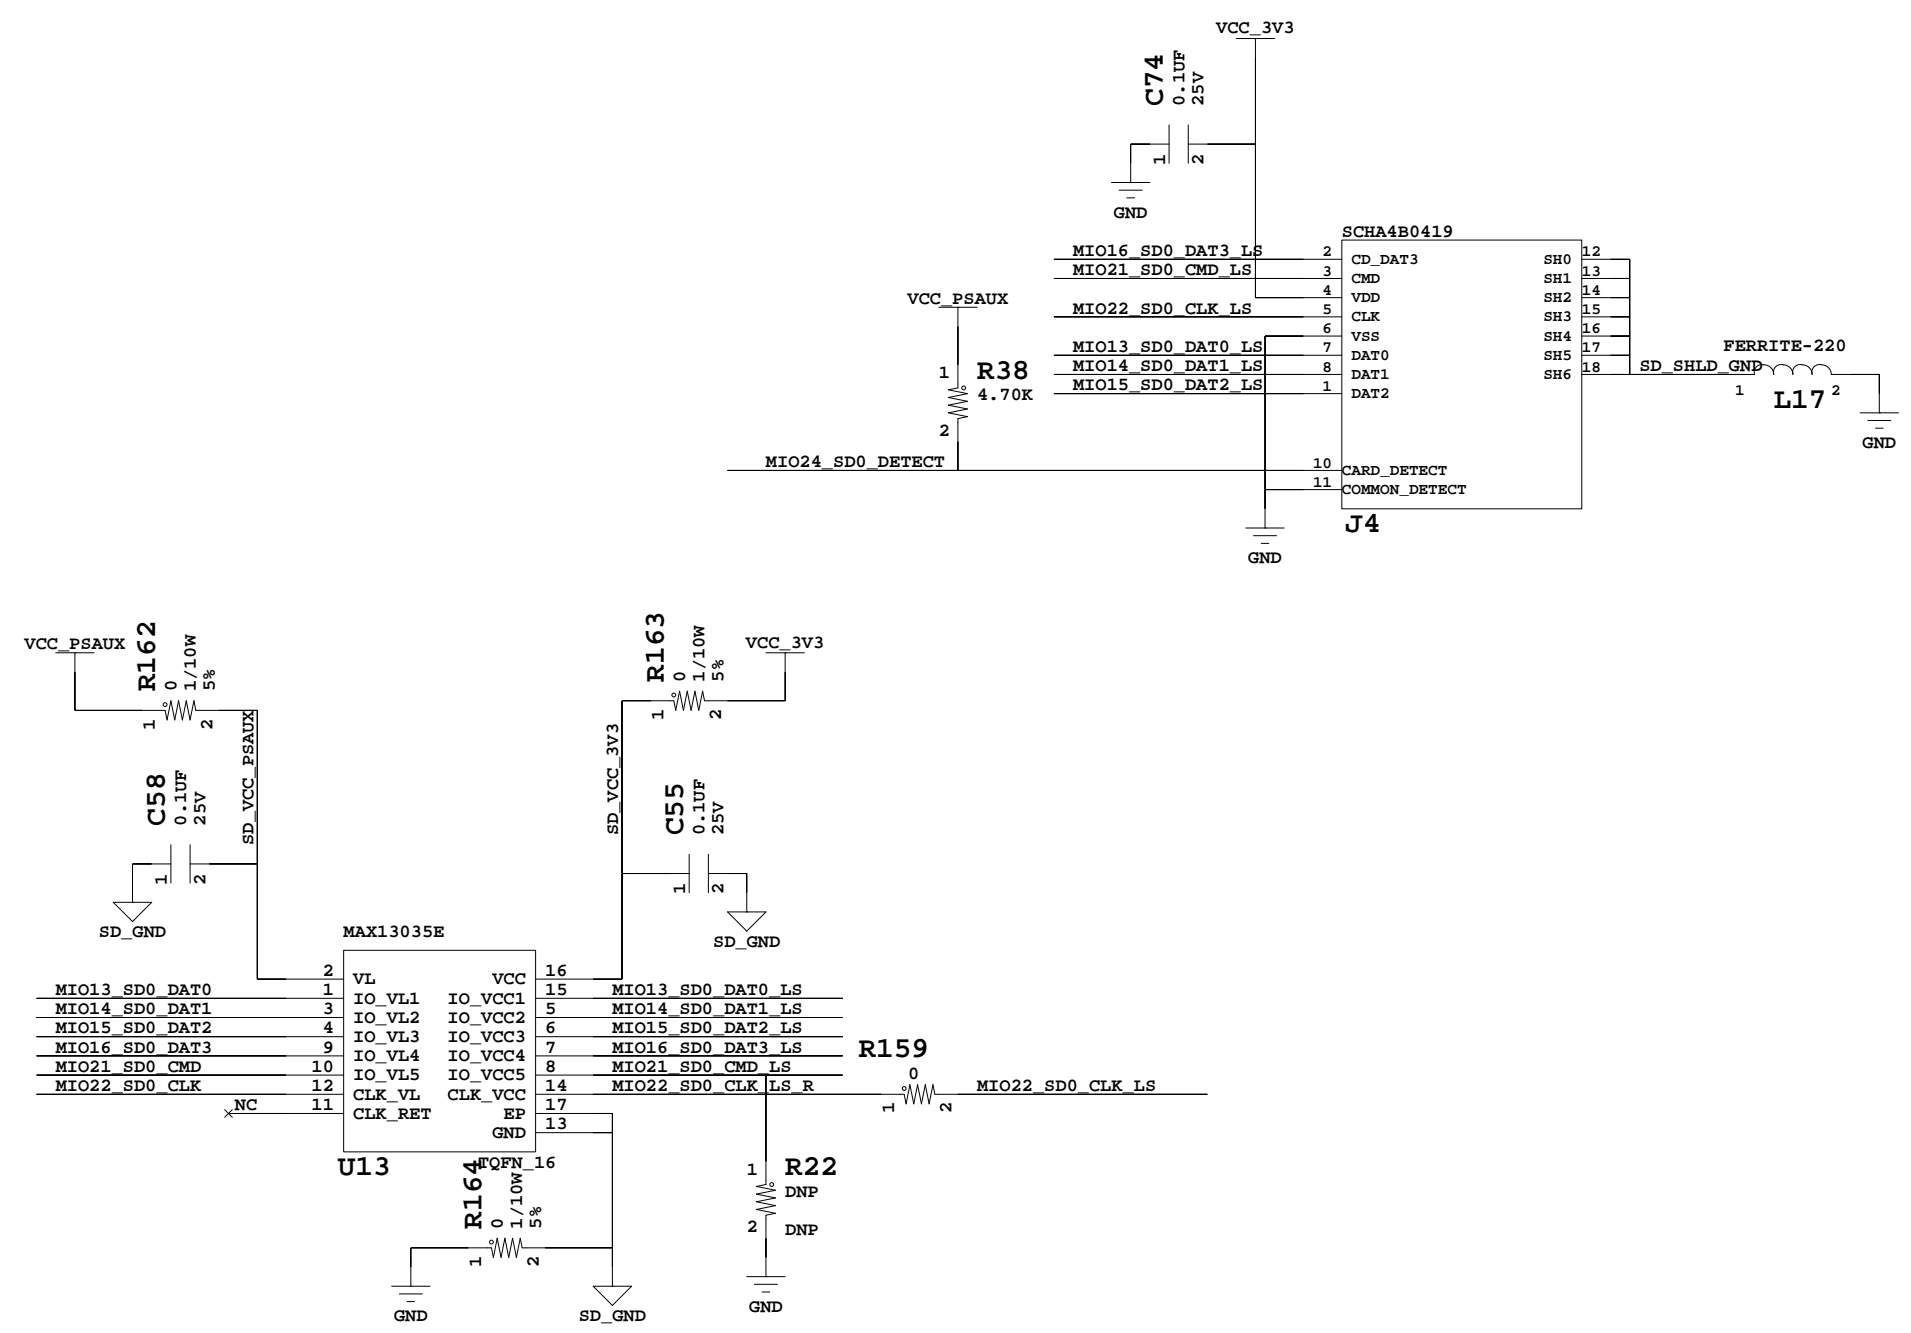 VCC_3V3
C74
0.1UF
25V
1
2
GND
SCHA4B0419
MIO16_SD0_DAT3_LS 2 CD_DAT3 SH0 12
MIO21_SD0_CMD_LS 3 CMD SH1 13
4 VDD SH2 14
MIO22_SD0_CLK_LS 5 CLK SH3 15
6 VSS SH4 16
MIO13_SD0_DAT0_LS 7 DAT0 SH5 17
MIO14_SD0_DAT1_LS 8 DAT1 SH6 18
MIO15_SD0_DAT2_LS 1 DAT2
FERRITE-220
SD_SHLD_GND
1
L17
2
GND
VCC_PSAUX
1
R38
4.70K
2
MIO24_SD0_DETECT 10 CARD_DETECT
11 COMMON_DETECT
J4
GND
VCC_PSAUX
R162
0
1/10W
5%
1
2
SD_VCC_PSAUX
C58
0.1UF
25V
1
2
SD_GND
R163
0
1/10W
5%
1
2
VCC_3V3
SD_VCC_3V3
C55
0.1UF
25V
1
2
SD_GND
MAX13035E
2 VL VCC 16
MIO13_SD0_DAT0 1 IO_VL1 IO_VCC1 15 MIO13_SD0_DAT0_LS
MIO14_SD0_DAT1 3 IO_VL2 IO_VCC2 5 MIO14_SD0_DAT1_LS
MIO15_SD0_DAT2 4 IO_VL3 IO_VCC3 6 MIO15_SD0_DAT2_LS
MIO16_SD0_DAT3 9 IO_VL4 IO_VCC4 7 MIO16_SD0_DAT3_LS
MIO21_SD0_CMD 10 IO_VL5 IO_VCC5 8 MIO21_SD0_CMD_LS
MIO22_SD0_CLK 12 CLK_VL CLK_VCC 14 MIO22_SD0_CLK_LS_R
NC 11 CLK_RET EP 17
GND 13
U13
TQFN_16
R159
0
1
2
MIO22_SD0_CLK_LS
R164
0
1/10W
5%
1
2
GND
SD_GND
1
R22
DNP
2
DNP
GND